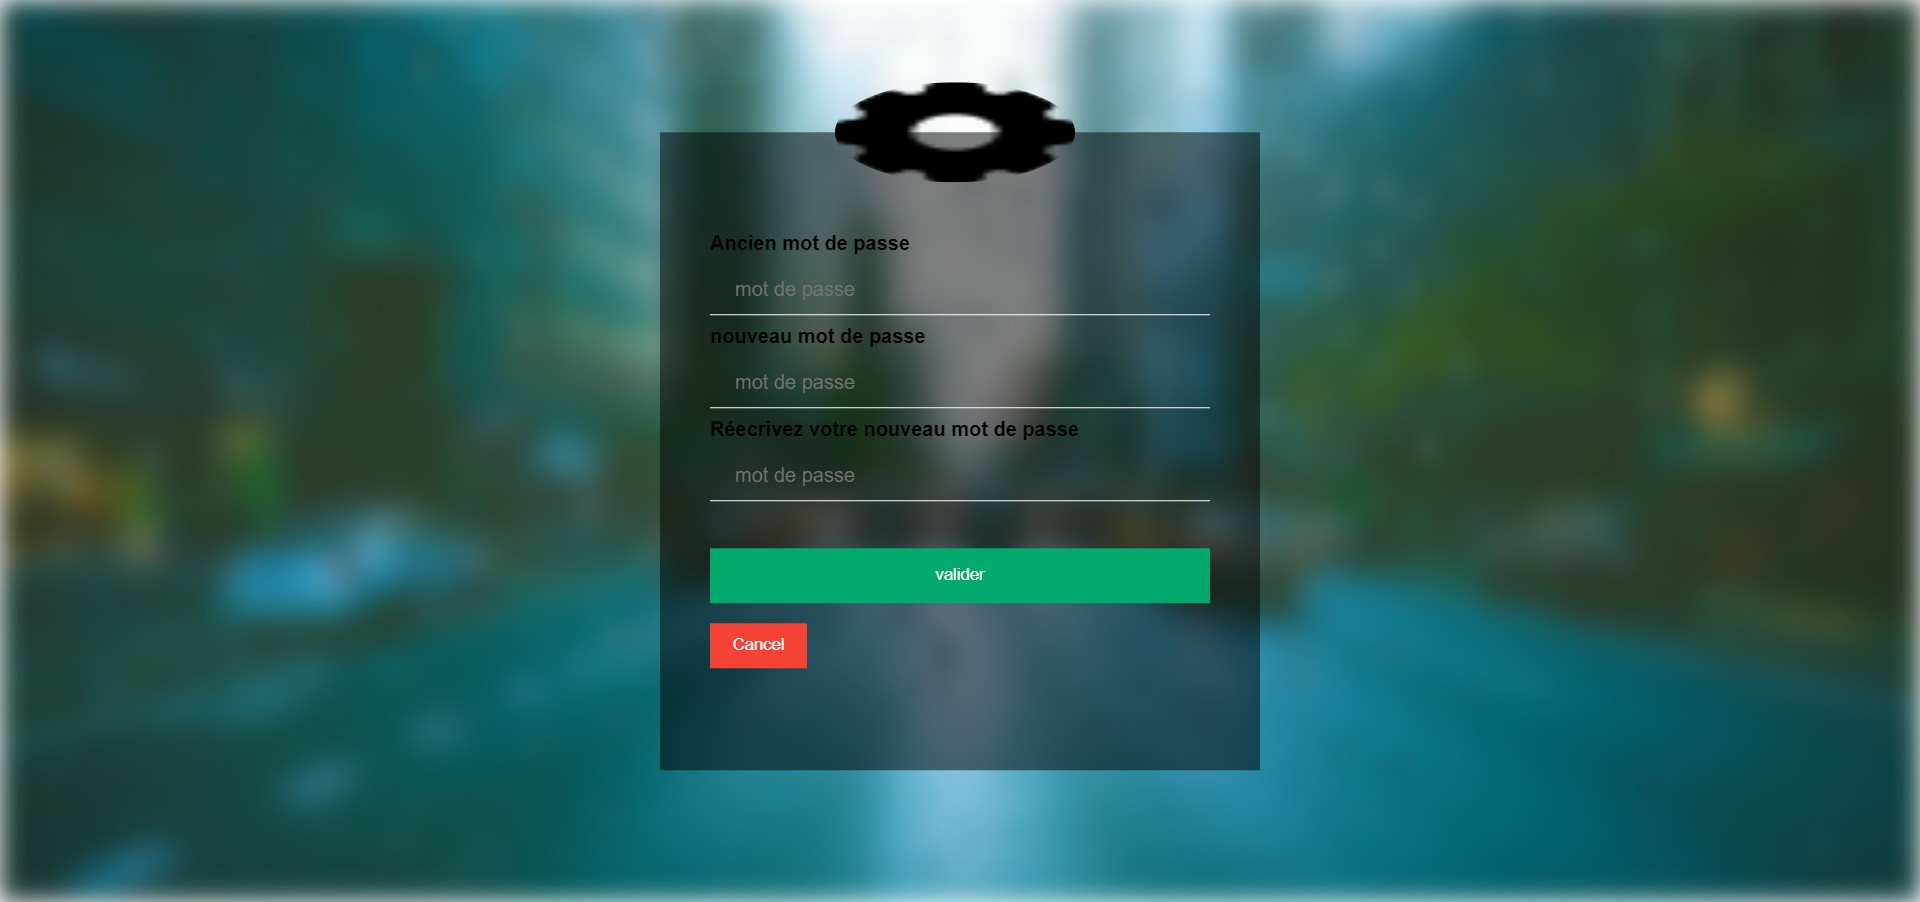 Ancien mot de passe
mot de passe
nouveau mot de passe
mot de passe
Réecrivez votre nouveau mot de passe
mot de passe
valider
Cancel